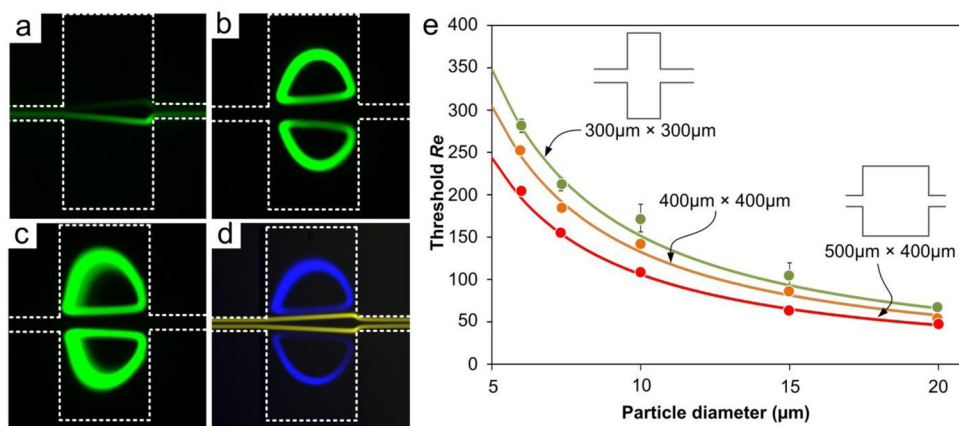 a
b
c
d
e
400
350
300
250
200
150
100
50
0
Threshold Re
300µm × 300µm
400µm × 400µm
500µm × 400µm
5
10
15
20
Particle diameter (µm)